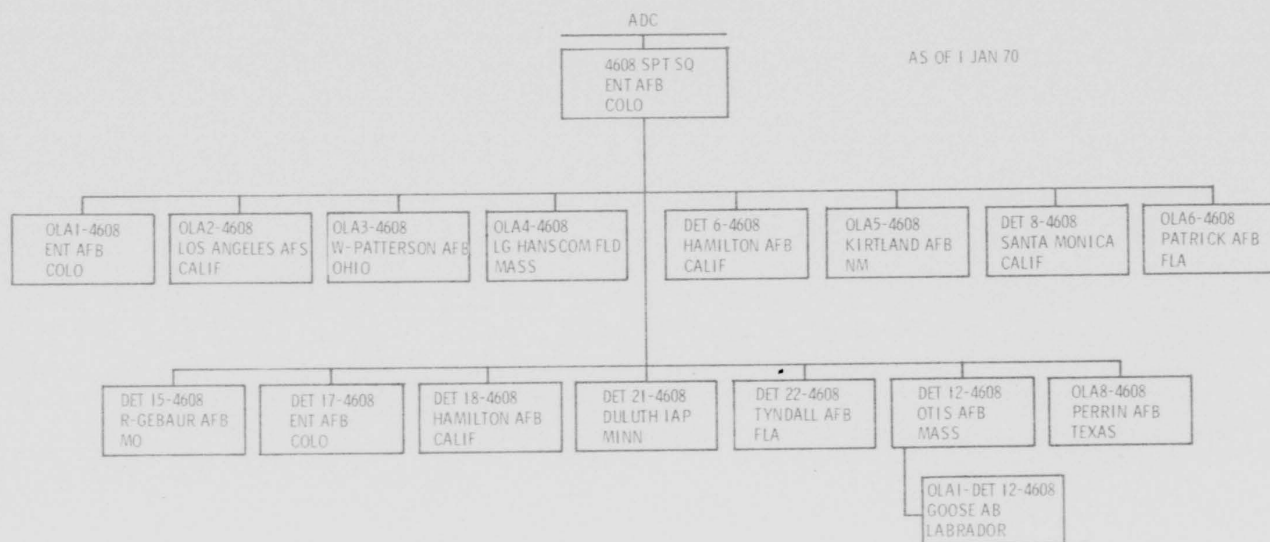 ADC
4608 SPT SQ
ENT AFB
COLO
AS OF 1 JAN 70
OLA1-4608
ENT AFB
COLO
OLA2-4608
LOS ANGELES AFS
CALIF
OLA3-4608
W-PATTERSON AFB
OHIO
OLA4-4608
LG HANSCOM FLD
MASS
DET 6-4608
HAMILTON AFB
CALIF
OLA5-4608
KIRTLAND AFB
NM
DET 8-4608
SANTA MONICA
CALIF
OLA6-4608
PATRICK AFB
FLA
DET 15-4608
R-GEBAUR AFB
MO
DET 17-4608
ENT AFB
COLO
DET 18-4608
HAMILTON AFB
CALIF
DET 21-4608
DULUTH IAP
MINN
DET 22-4608
TYNDALL AFB
FLA
DET 12-4608
OTIS AFB
MASS
OLA8-4608
PERRIN AFB
TEXAS
OLA1-DET 12-4608
GOOSE AB
LABRADOR